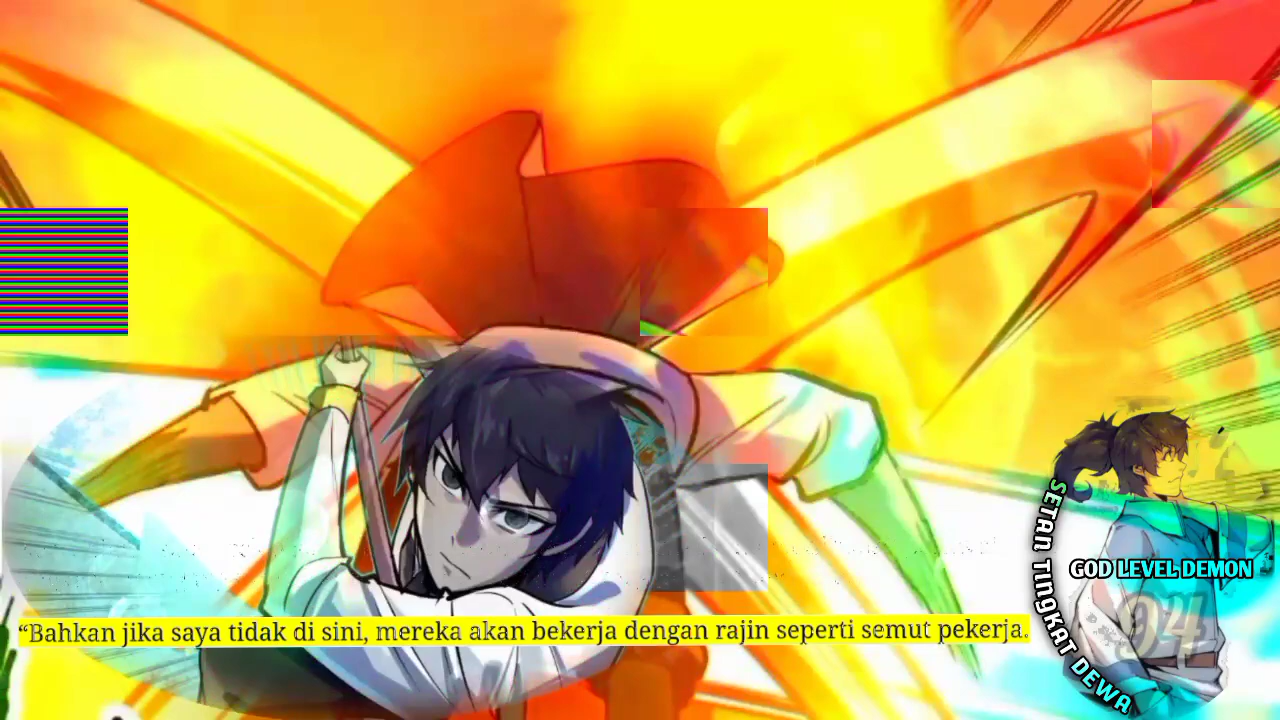 “Bahkan jika saya tidak di sini, mereka akan bekerja dengan rajin seperti semut pekerja.
SETAN TINGKAT DEWA
GOD LEVEL DEMON
94